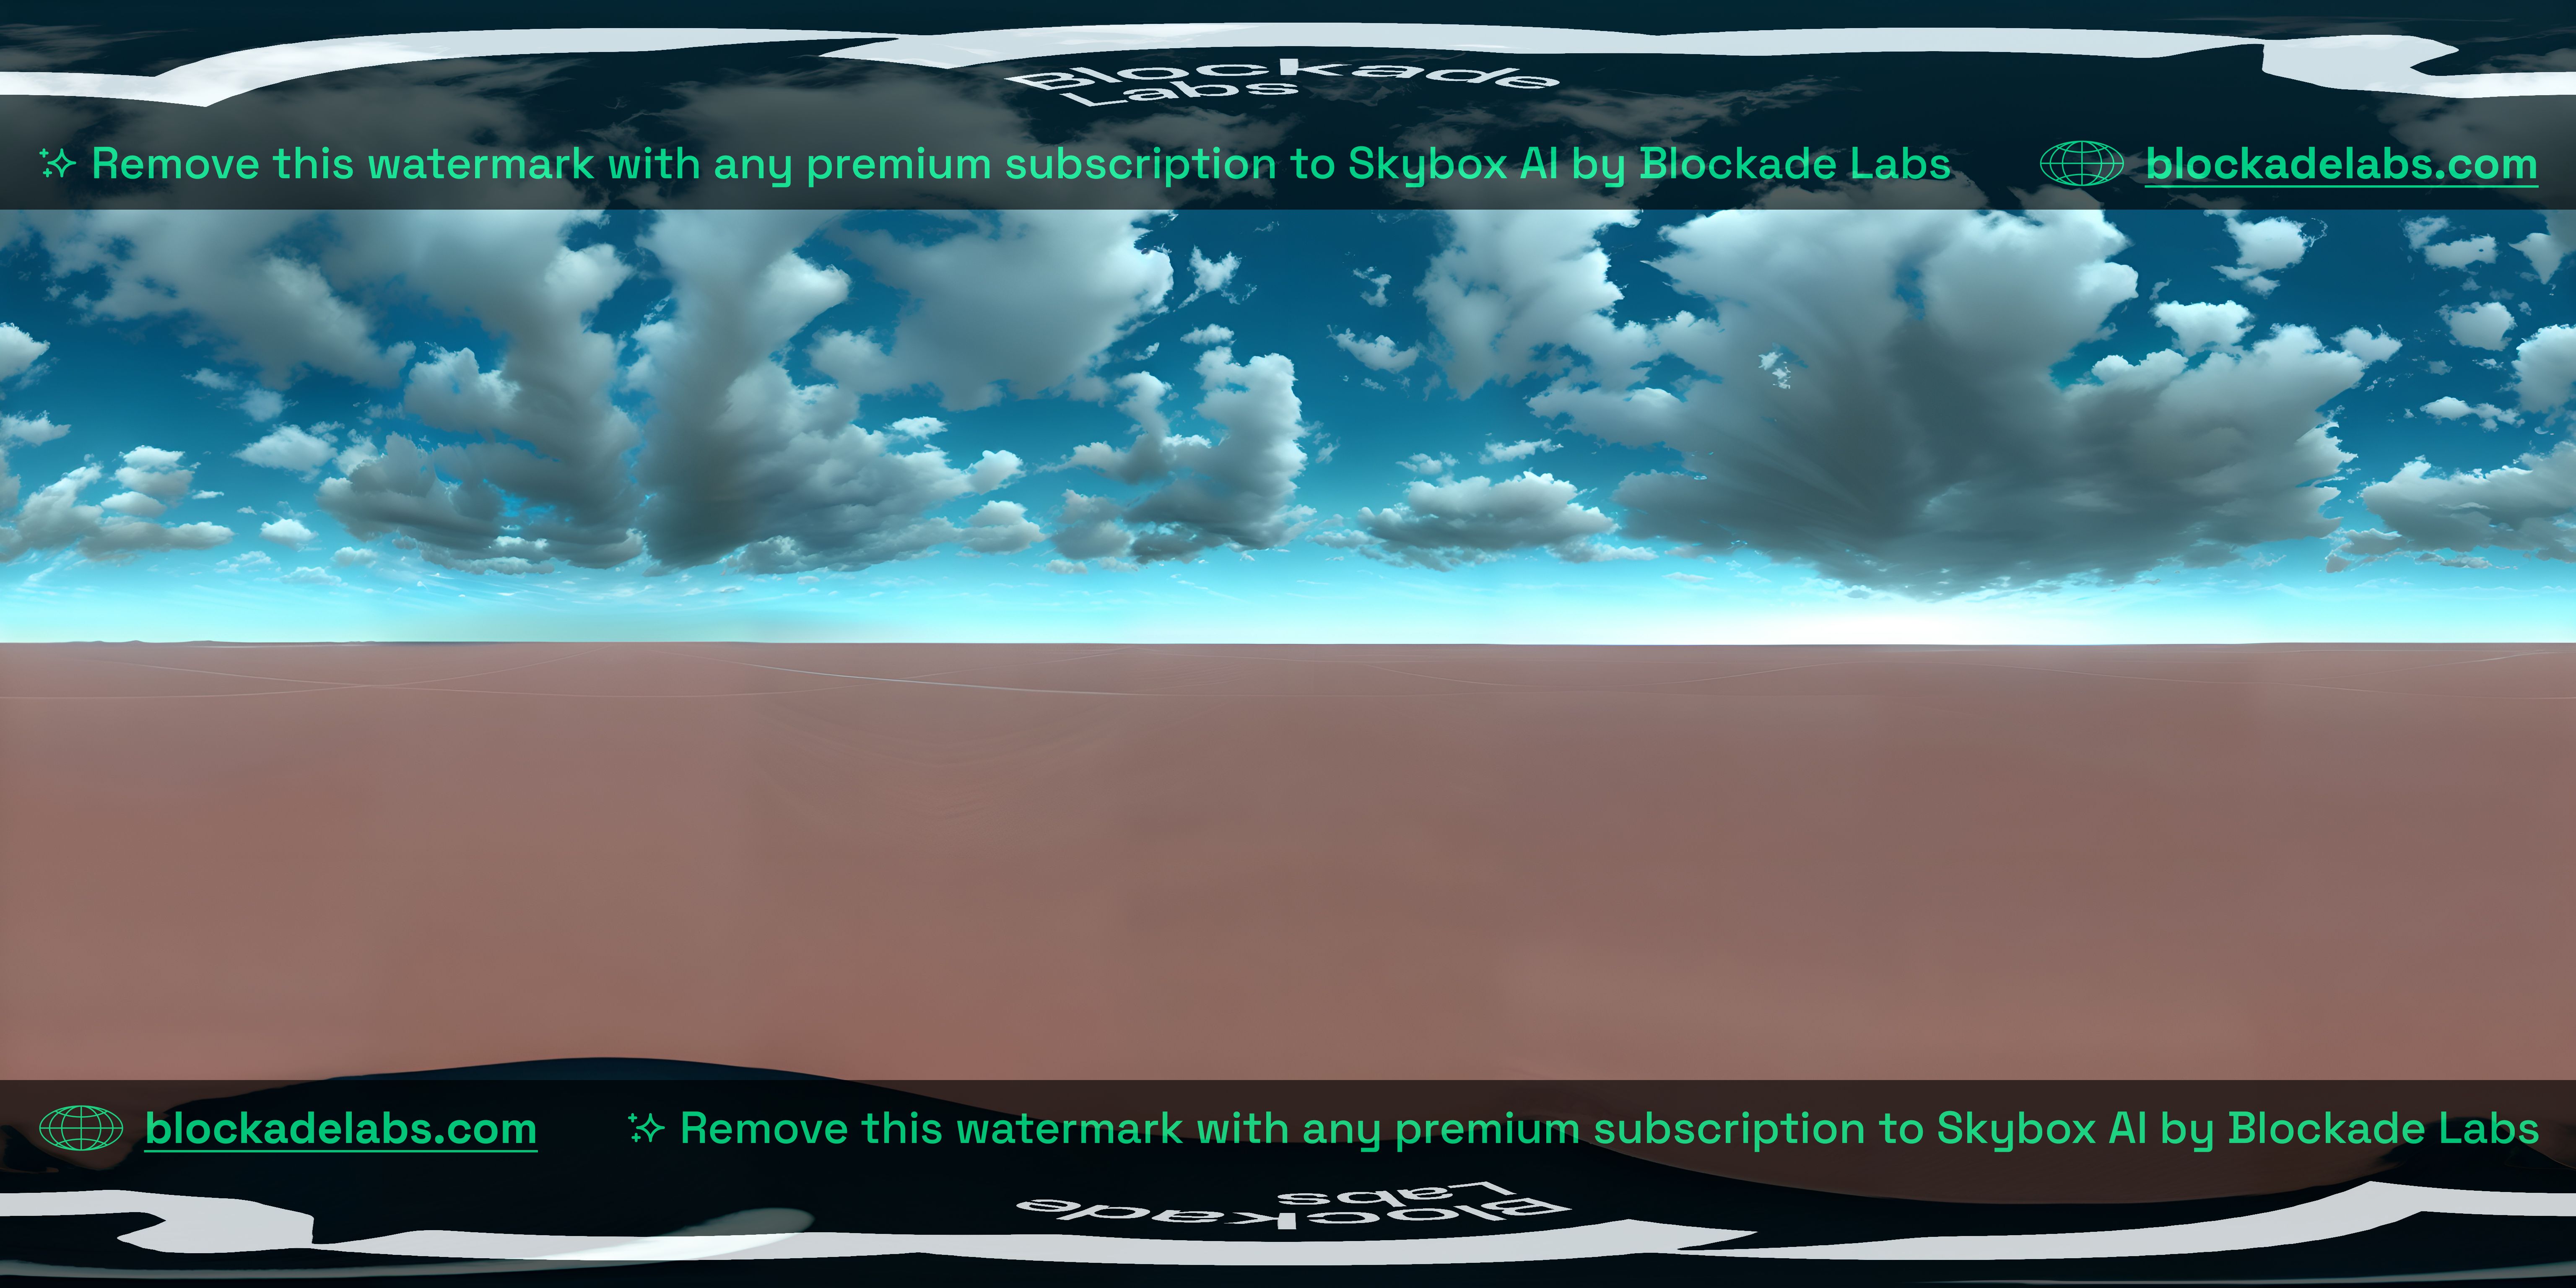 Blockade
Labs
Remove this watermark with any premium subscription to Skybox AI by Blockade Labs
blockadelabs.com
blockadelabs.com
Remove this watermark with any premium subscription to Skybox AI by Blockade Labs
Labs
Blockade